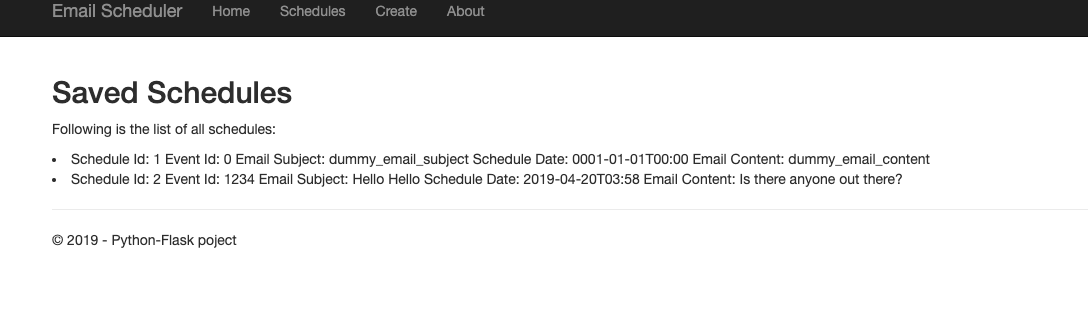 Email Scheduler Home Schedules Create About
Saved Schedules
Following is the list of all schedules:
• Schedule Id: 1 Event Id: 0 Email Subject: dummy_email_subject Schedule Date: 0001-01-01T00:00 Email Content: dummy_email_content
• Schedule Id: 2 Event Id: 1234 Email Subject: Hello Hello Schedule Date: 2019-04-20T03:58 Email Content: Is there anyone out there?
© 2019 - Python-Flask poject